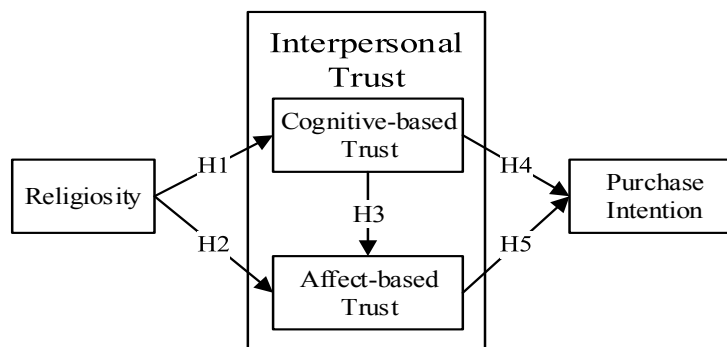 Interpersonal
Trust
Cognitive-based
Trust
H1
H4
Religiosity
H3
Purchase
Intention
H2
H5
Affect-based
Trust